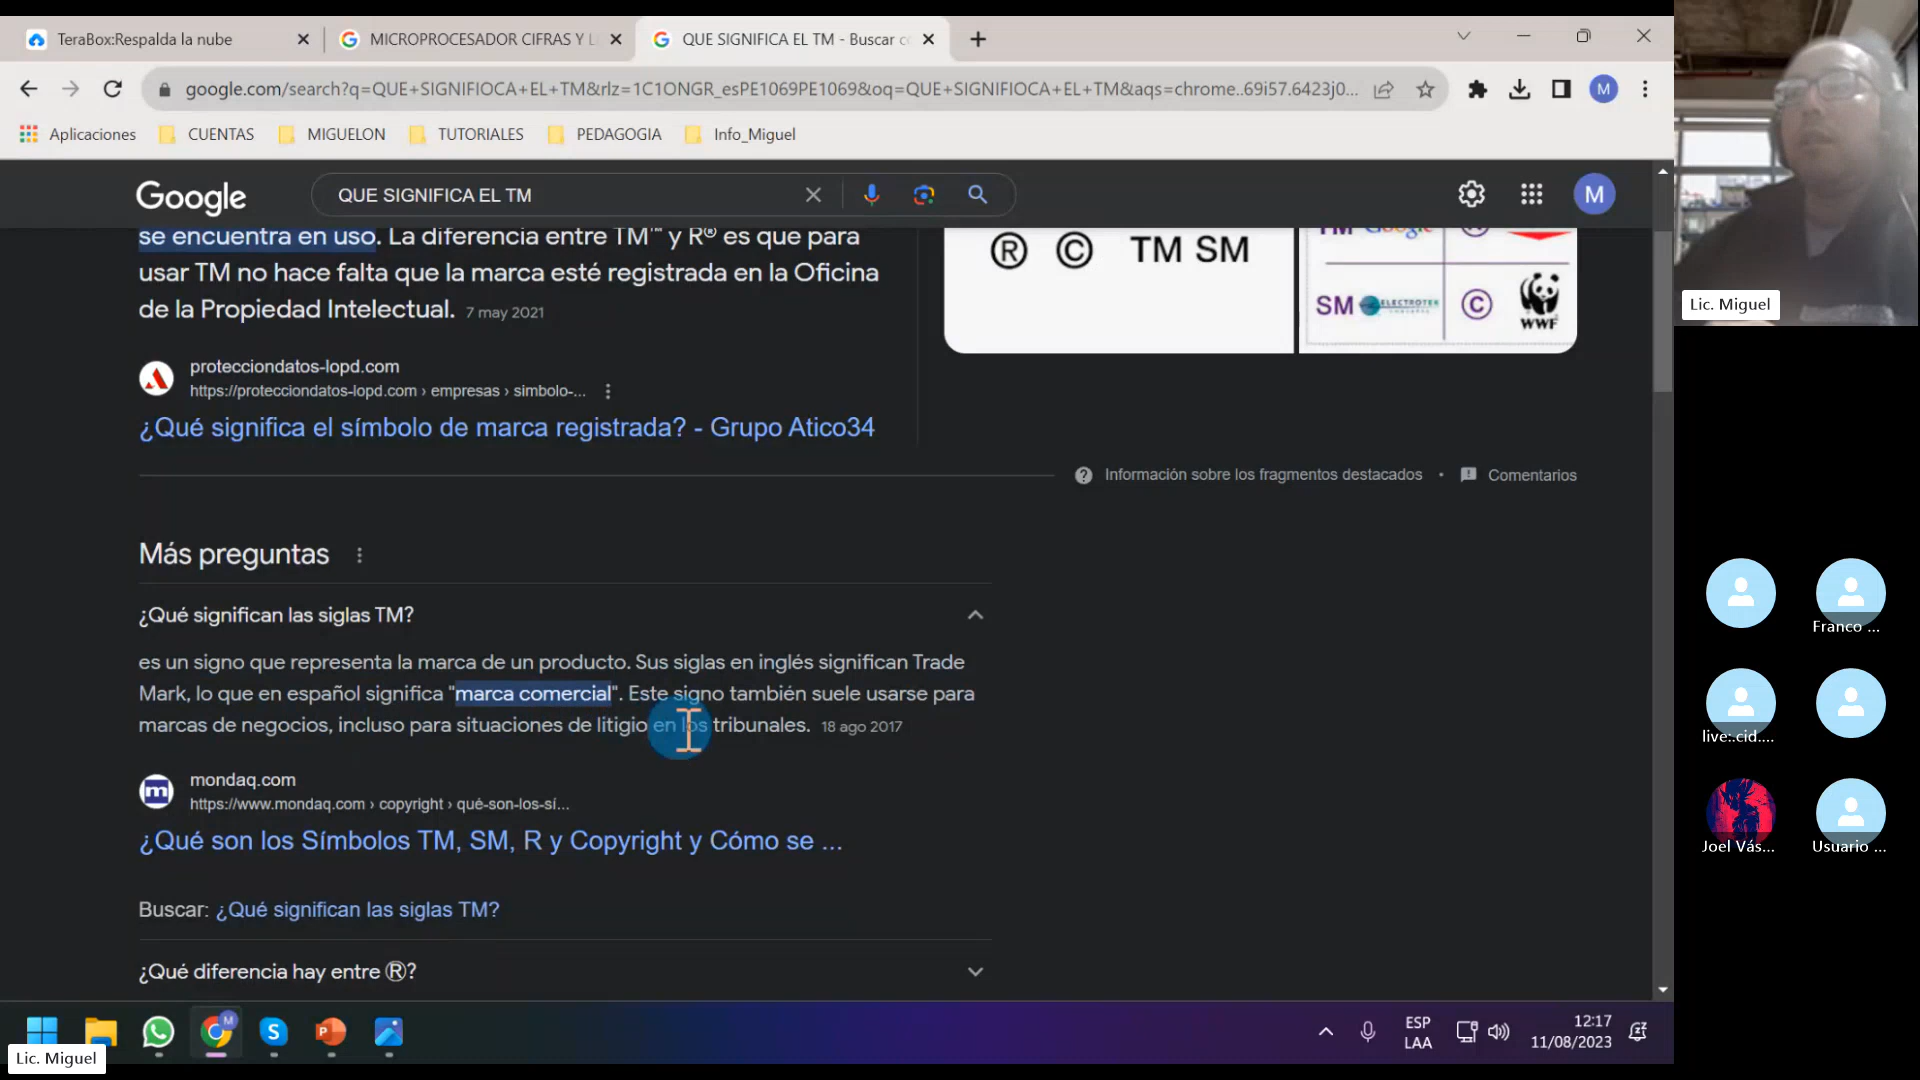 TeraBox:Respalda la nube
MICROPROCESADOR CIFRAS Y L
QUE SIGNIFICA EL TM - Buscar c
google.com/search?q=QUE+SIGNIFIOCA+EL+TM&rlz=1C1ONGR_esPE1069PE1069&oq=QUE+SIGNIFIOCA+EL+TM&aqs=chrome..69i57.6423j0...
M
Aplicaciones
CUENTAS
MIGUELON
TUTORIALES
PEDAGOGIA
Info_Miguel
Google
QUE SIGNIFICA EL TM
M
se encuentra en uso. La diferencia entre TM™ y R® es que para
usar TM no hace falta que la marca esté registrada en la Oficina
de la Propiedad Intelectual. 7 may 2021
® © TM SM
TM Google
SM ELECTROTEK
© WWF
protecciondatos-lopd.com
https://protecciondatos-lopd.com › empresas › simbolo-...
¿Qué significa el símbolo de marca registrada? - Grupo Atico34
Información sobre los fragmentos destacados • Comentarios
Más preguntas
¿Qué significan las siglas TM?
es un signo que representa la marca de un producto. Sus siglas en inglés significan Trade
Mark, lo que en español significa "marca comercial". Este signo también suele usarse para
marcas de negocios, incluso para situaciones de litigio en los tribunales. 18 ago 2017
mondaq.com
https://www.mondaq.com › copyright › qué-son-los-sí...
¿Qué son los Símbolos TM, SM, R y Copyright y Cómo se ...
Buscar: ¿Qué significan las siglas TM?
¿Qué diferencia hay entre Ⓡ?
Lic. Miguel
Franco ...
live:.cid....
Joel Vás...
Usuario ...
ESP
LAA
12:17
11/08/2023
Lic. Miguel